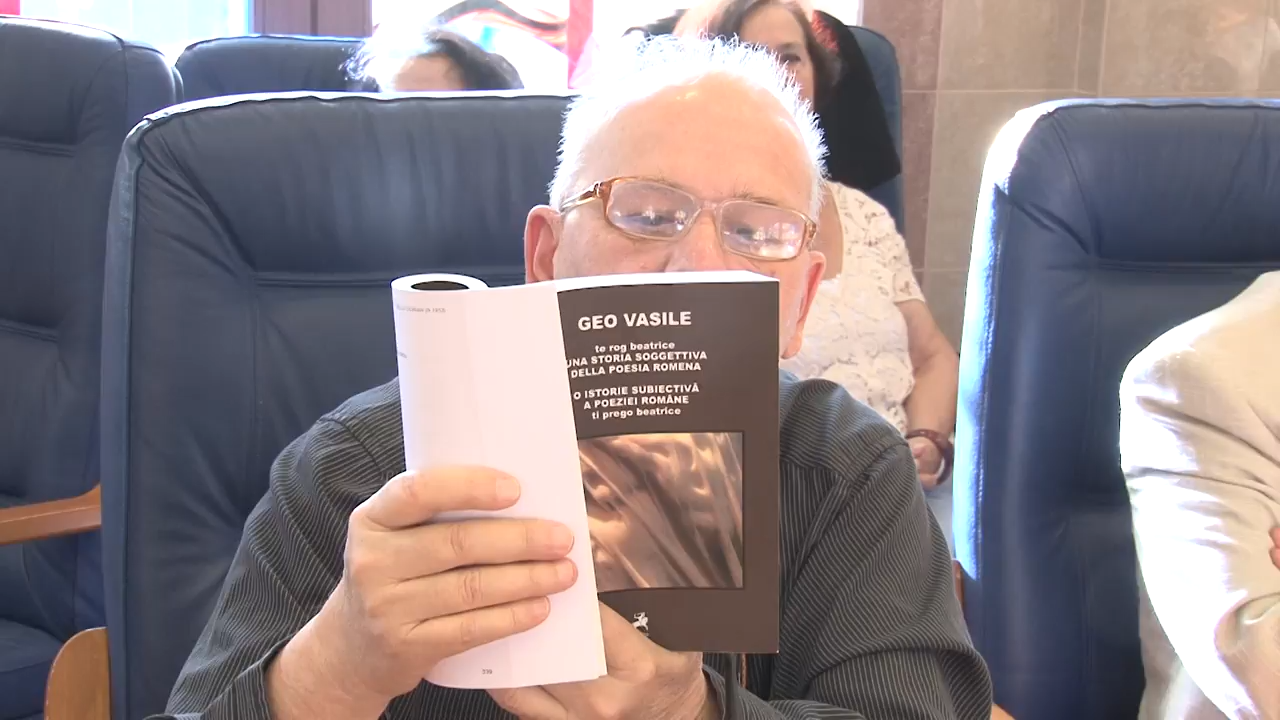 GEO VASILE
te rog beatrice
UNA STORIA SOGGETTIVA
DELLA POESIA ROMENA
O ISTORIE SUBIECTIVĂ
A POEZIEI ROMÂNE
ti prego beatrice